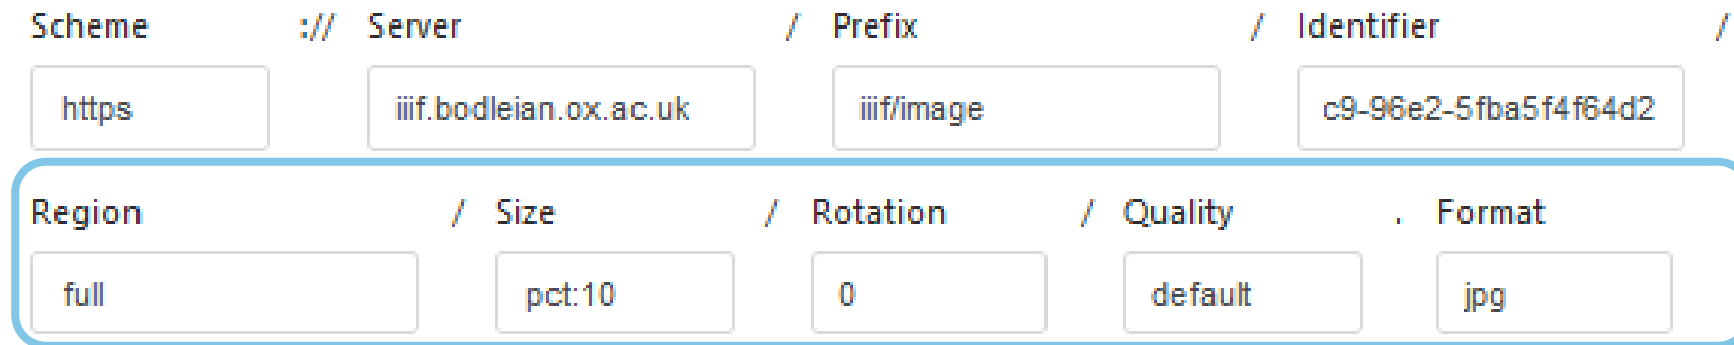 Scheme :// Server / Prefix / Identifier /
https iiif.bodleian.ox.ac.uk iiif/image c9-96e2-5fba5f4f64d2
Region / Size / Rotation / Quality . Format
full pct:10 0 default jpg